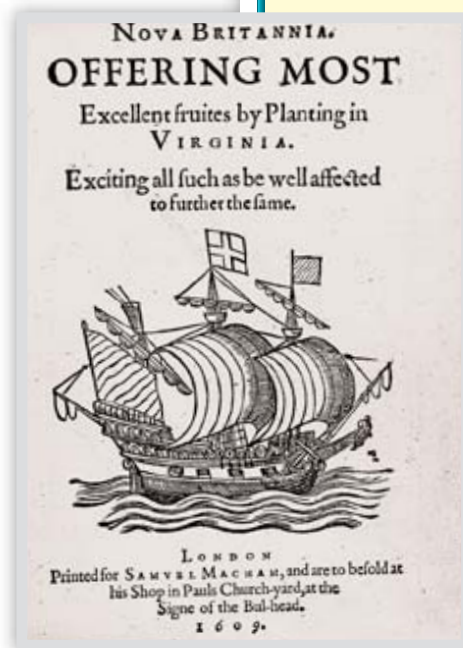 NOVA BRITANNIA.
OFFERING MOST
Excellent fruites by Planting in
VIRGINIA.
Exciting all ſuch as be well affected
to further the ſame.
LONDON
Printed for SAMVEL MACHAM, and are to beſold at
his Shop in Pauls Church-yard, at the
Signe of the Bul-head.
1609.